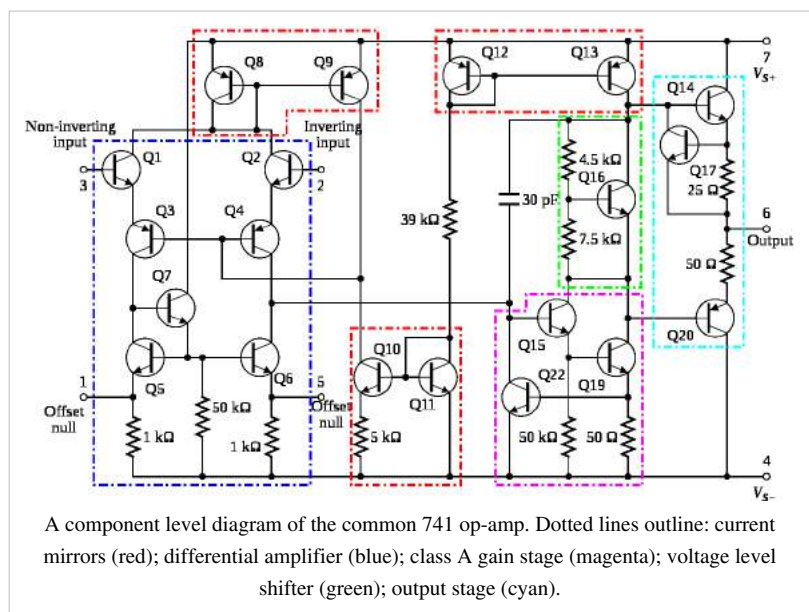 Q8
Q9
Q12
Q13
7
V_S+
Q14
Non-inverting
input
Inverting
input
Q1
Q2
3
2
Q17
25 Ω
4.5 kΩ
Q16
30 pF
Q3
Q4
39 kΩ
7.5 kΩ
6
Output
50 Ω
Q7
Q10
Q15
Q20
1
Q5
Q6
5
Q11
Q22
Q19
Offset
null
50 kΩ
Offset
null
1 kΩ
1 kΩ
5 kΩ
50 kΩ
50 Ω
4
V_S−
A component level diagram of the common 741 op-amp. Dotted lines outline: current
mirrors (red); differential amplifier (blue); class A gain stage (magenta); voltage level
shifter (green); output stage (cyan).